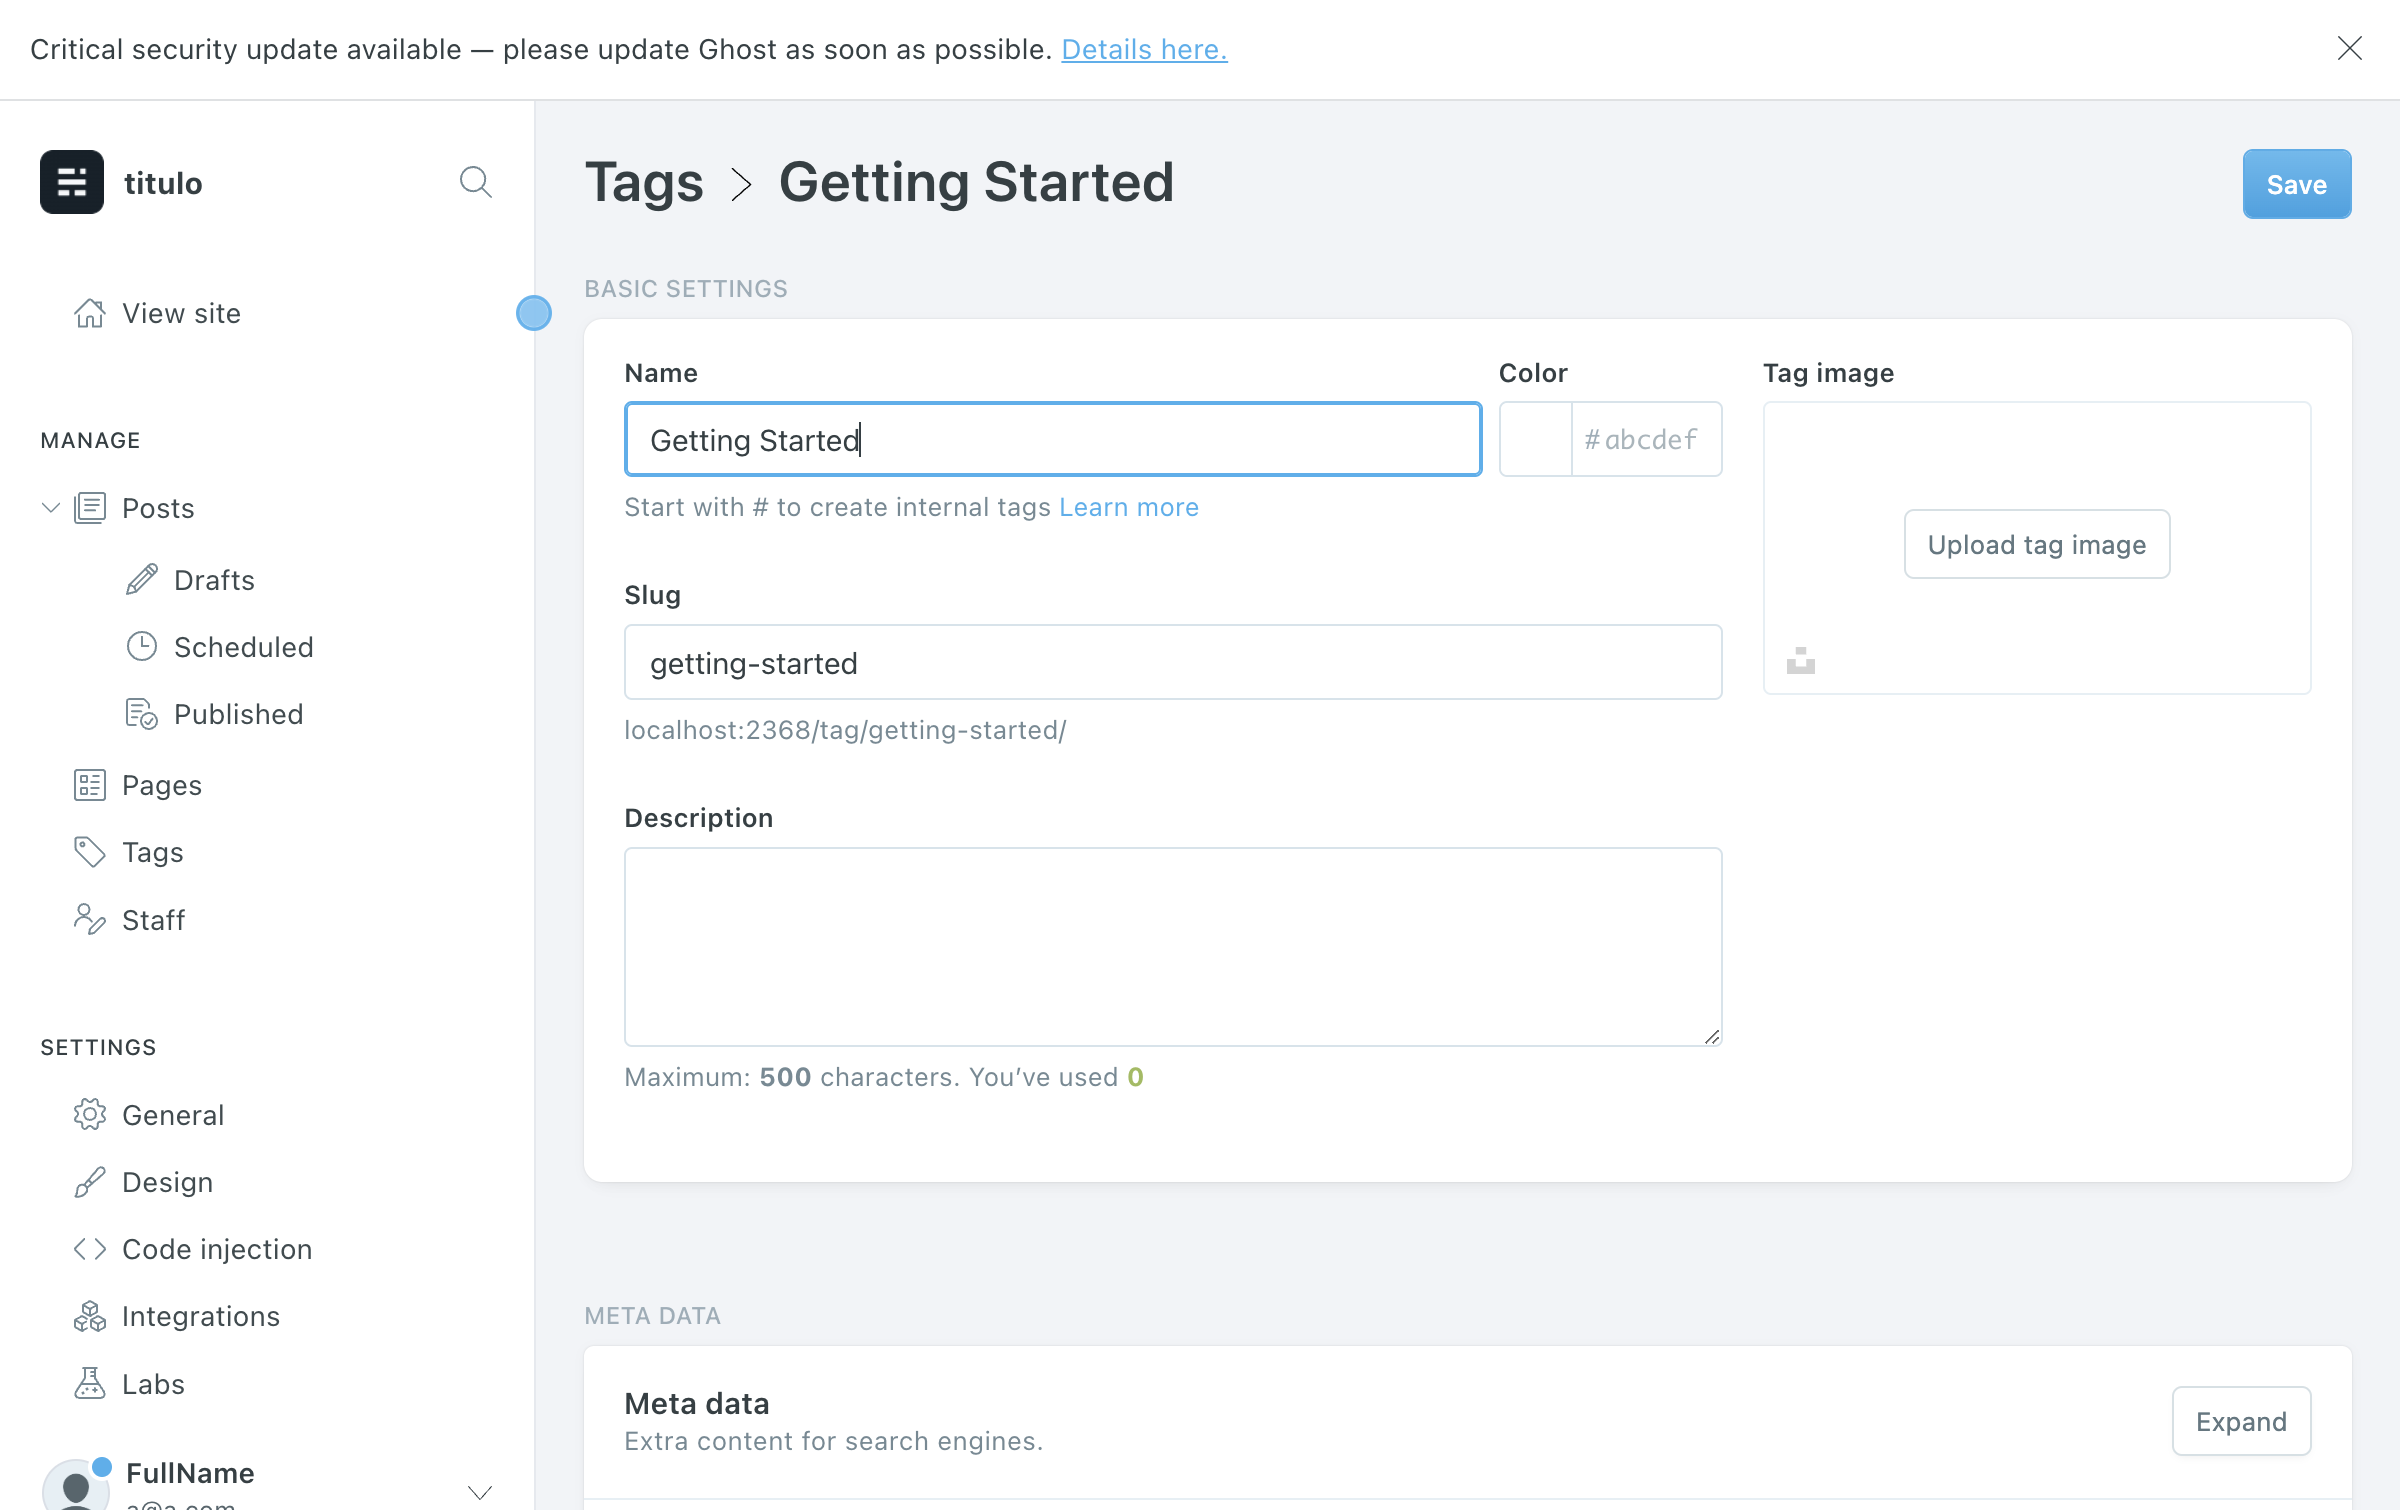 Critical security update available — please update Ghost as soon as possible. Details here.
titulo
View site
MANAGE
Posts
Drafts
Scheduled
Published
Pages
Tags
Staff
SETTINGS
General
Design
Code injection
Integrations
Labs
FullName
a@a.com
Tags > Getting Started
Save
BASIC SETTINGS
Name
Getting Started
Start with # to create internal tags Learn more
Color
#abcdef
Tag image
Upload tag image
Slug
getting-started
localhost:2368/tag/getting-started/
Description
Maximum: 500 characters. You’ve used 0
META DATA
Meta data
Extra content for search engines.
Expand